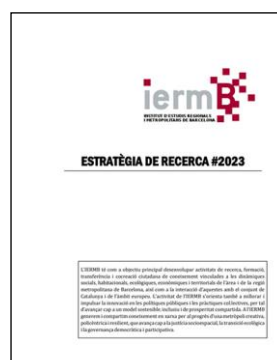 iermB
INSTITUT D'ESTUDIS REGIONALS I
METROPOLITANS DE BARCELONA
ESTRATÈGIA DE RECERCA #2023
L'IERMB té com a objectiu principal desenvolupar activitats de recerca, formació,
transferència i cocreació ciutadana de coneixement vinculades a les dinàmiques
socials, habitacionals, ecològiques, econòmiques i territorials de l'àrea i de la regió
metropolitana de Barcelona, així com a la interacció d'aquestes amb el conjunt de
Catalunya i de l'àmbit europeu. L'activitat de l'IERMB s'orienta també a millorar i
impulsar la innovació en les polítiques públiques i les pràctiques col·lectives, per tal
d'avançar cap a un model sostenible, inclusiu i de prosperitat compartida. A l'IERMB
generem i compartim coneixement en xarxa per al progrés d'una metròpoli creativa,
policèntrica i resilient, que avança cap a la justícia socioespacial, la transició ecològica
i la governança democràtica i participativa.